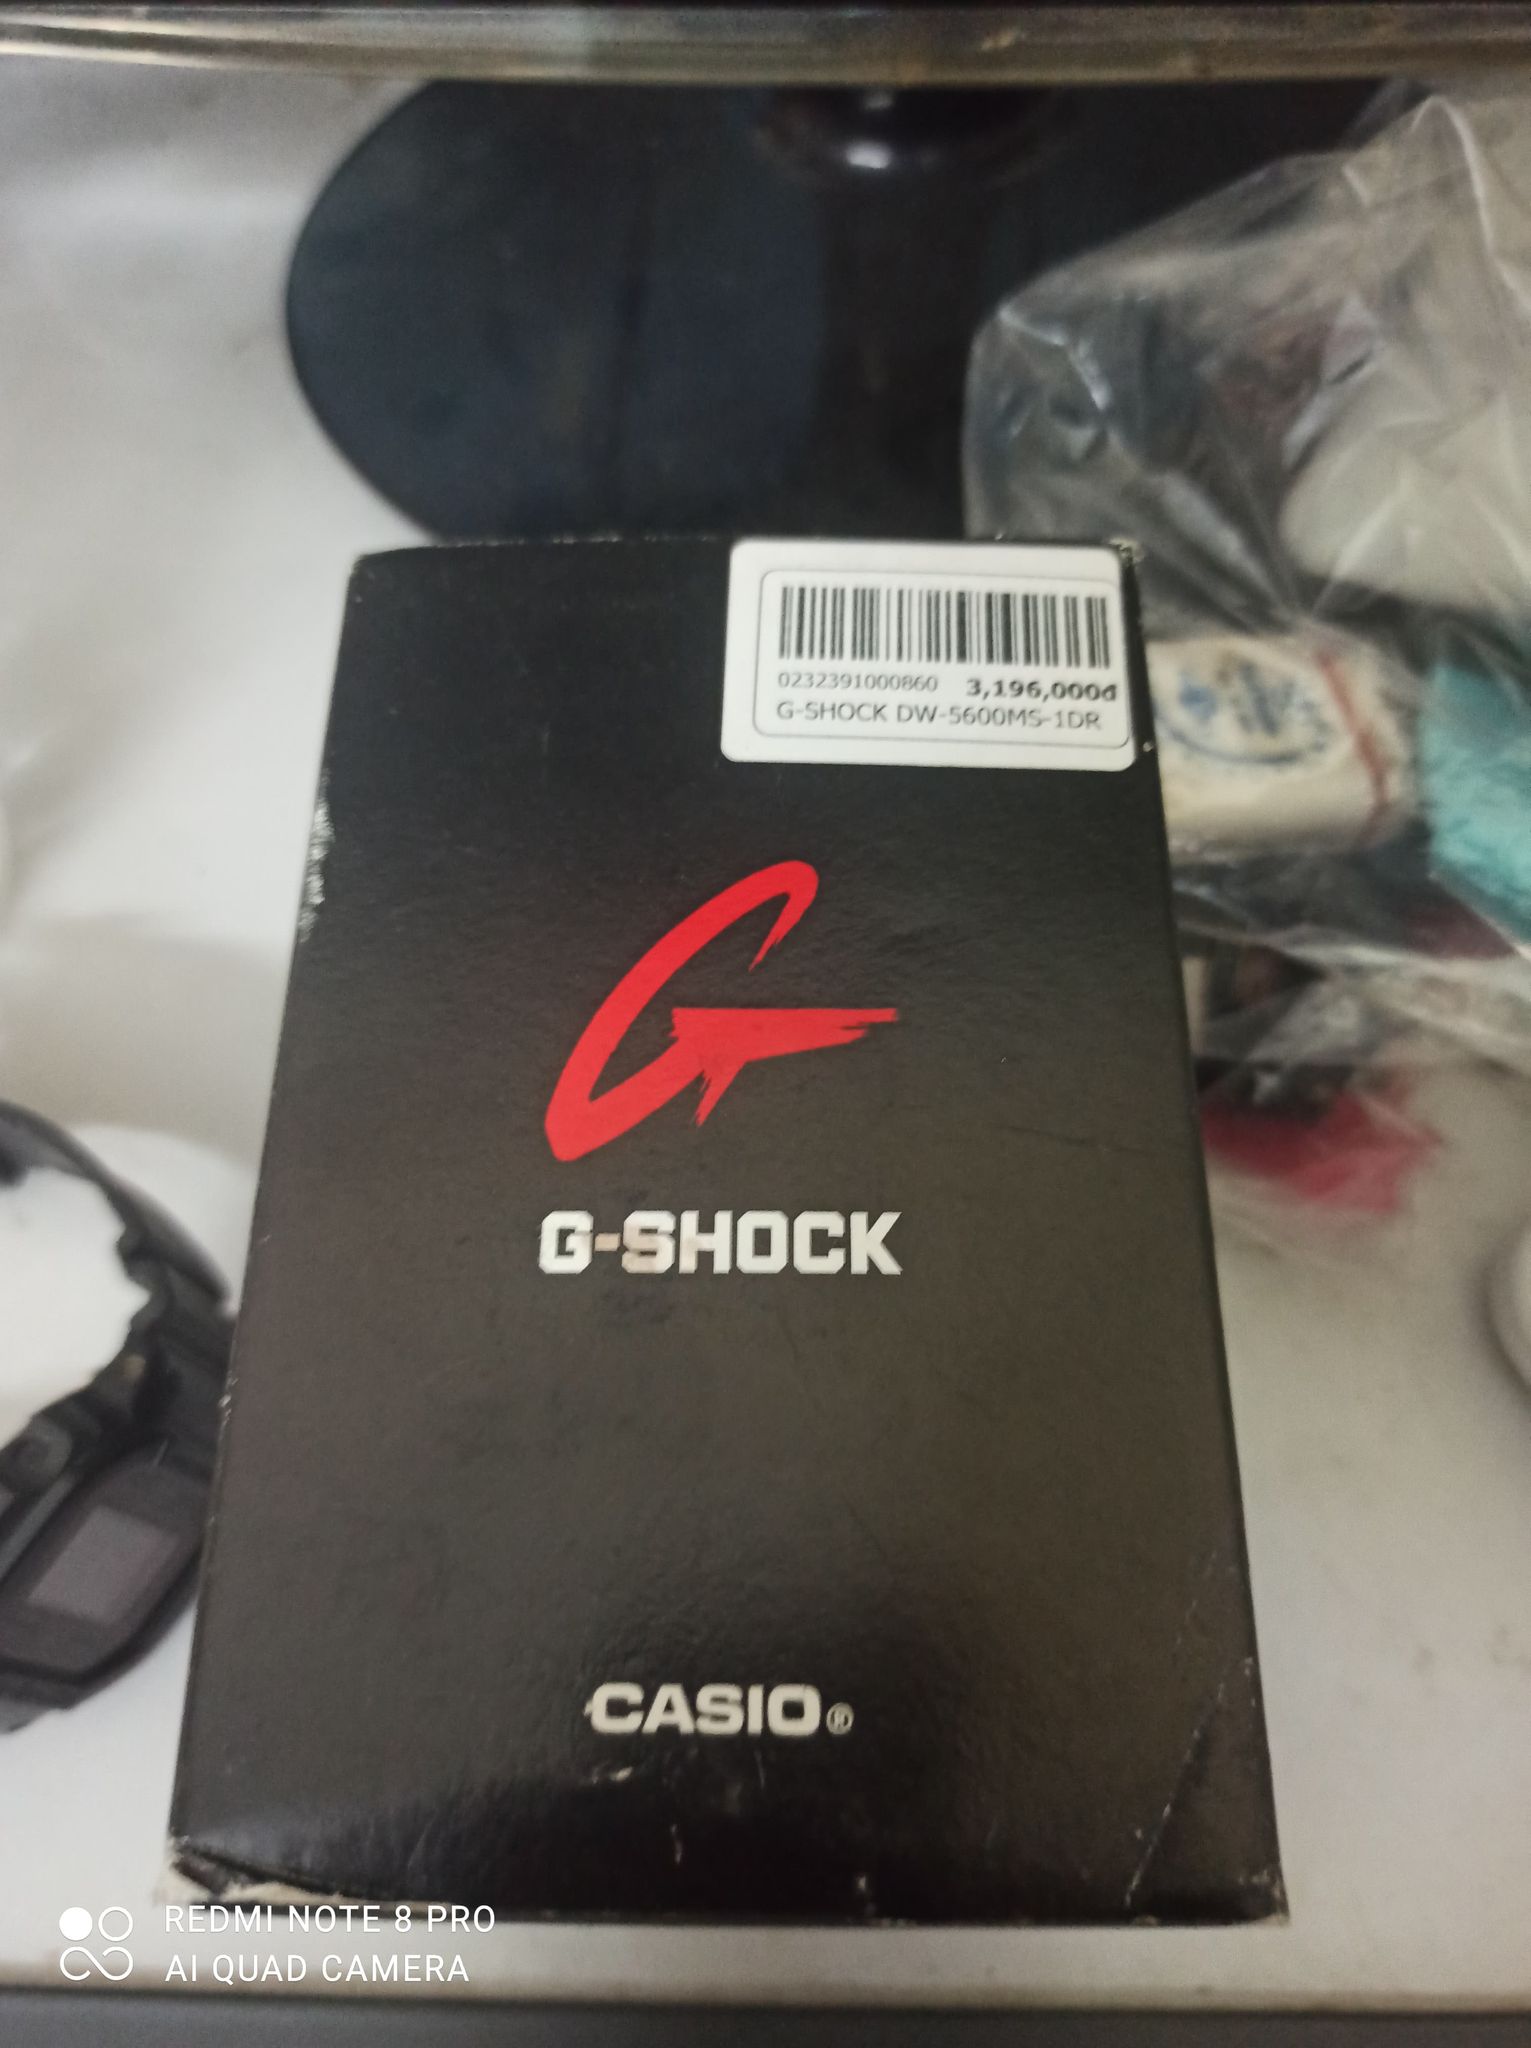 0232391000860 3,196,000đ
G-SHOCK DW-5600MS-1DR
G-SHOCK
CASIO®
REDMI NOTE 8 PRO
AI QUAD CAMERA